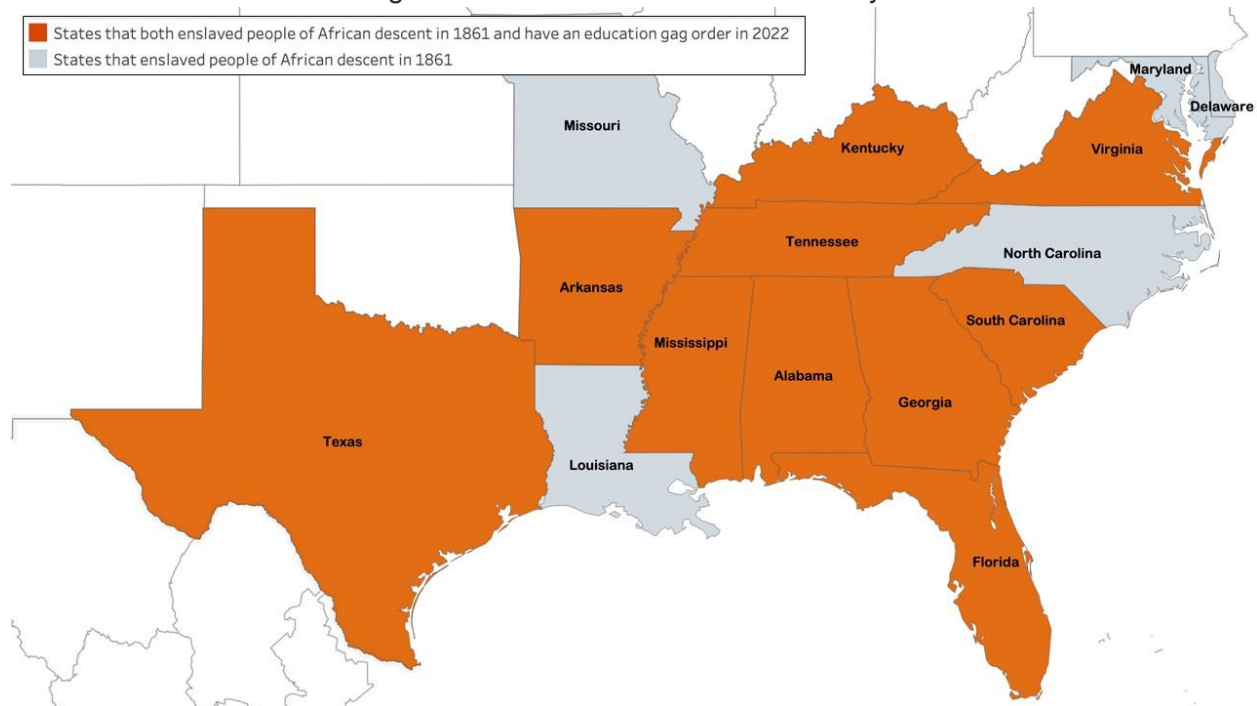 States that both enslaved people of African descent in 1861 and have an education gag order in 2022
States that enslaved people of African descent in 1861
Maryland
Delaware
Missouri
Kentucky
Virginia
Tennessee
North Carolina
Arkansas
South Carolina
Mississippi
Alabama
Georgia
Texas
Louisiana
Florida